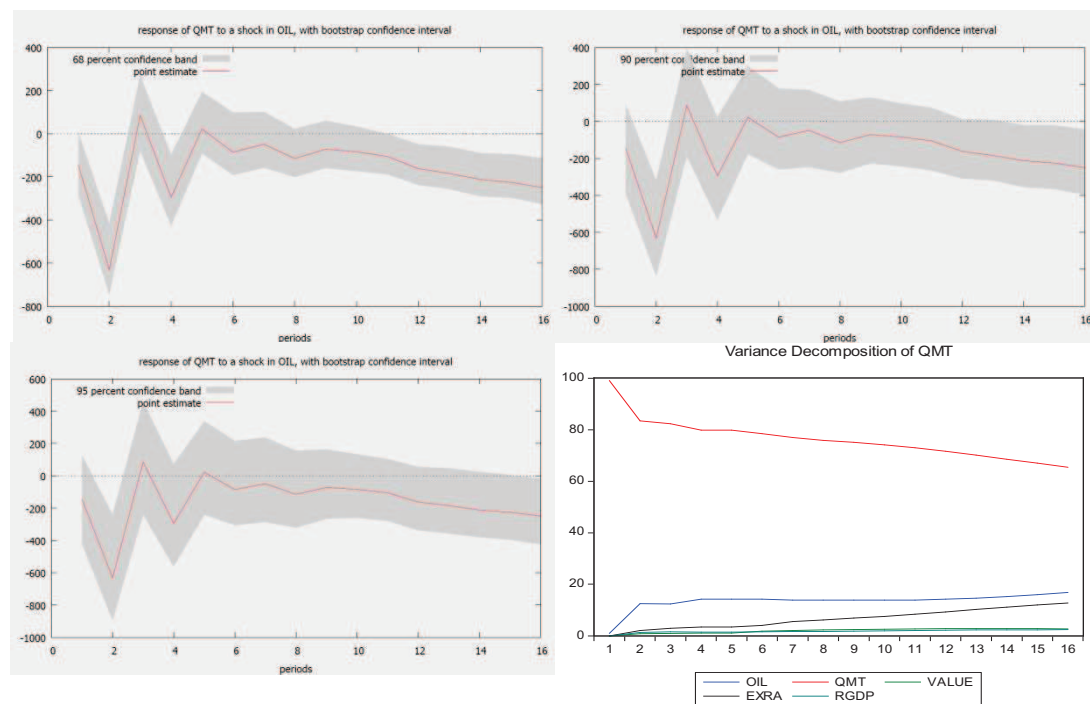 response of QMT to a shock in OIL, with bootstrap confidence interval
400
68 percent confidence band
point estimate
200
0
-200
-400
-600
-800
0 2 4 6 8 10 12 14 16
periods
response of QMT to a shock in OIL, with bootstrap confidence interval
400
90 percent confidence band
point estimate
200
0
-200
-400
-600
-800
-1000
0 2 4 6 8 10 12 14 16
periods
response of QMT to a shock in OIL, with bootstrap confidence interval
600
95 percent confidence band
point estimate
400
200
0
-200
-400
-600
-800
-1000
0 2 4 6 8 10 12 14 16
periods
Variance Decomposition of QMT
100
80
60
40
20
0
1 2 3 4 5 6 7 8 9 10 11 12 13 14 15 16
OIL QMT VALUE
EXRA RGDP